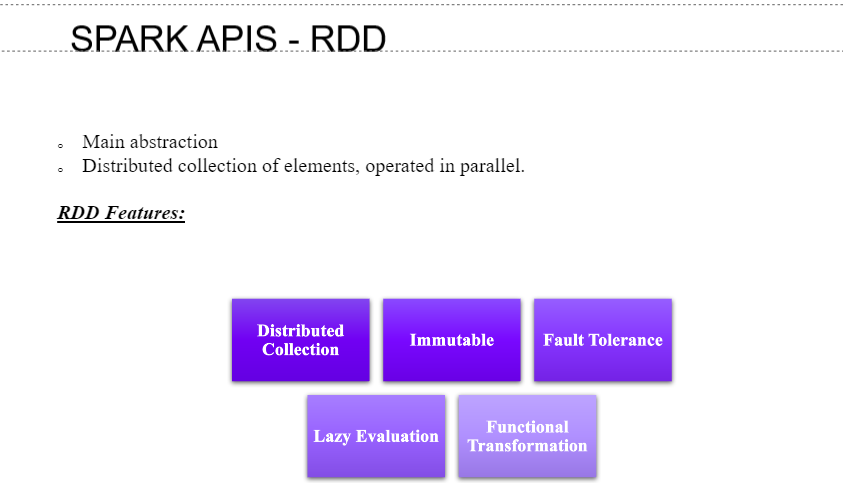 SPARK APIS - RDD
Main abstraction
Distributed collection of elements, operated in parallel.
RDD Features:
Distributed
Collection
Immutable
Fault Tolerance
Lazy Evaluation
Functional
Transformation